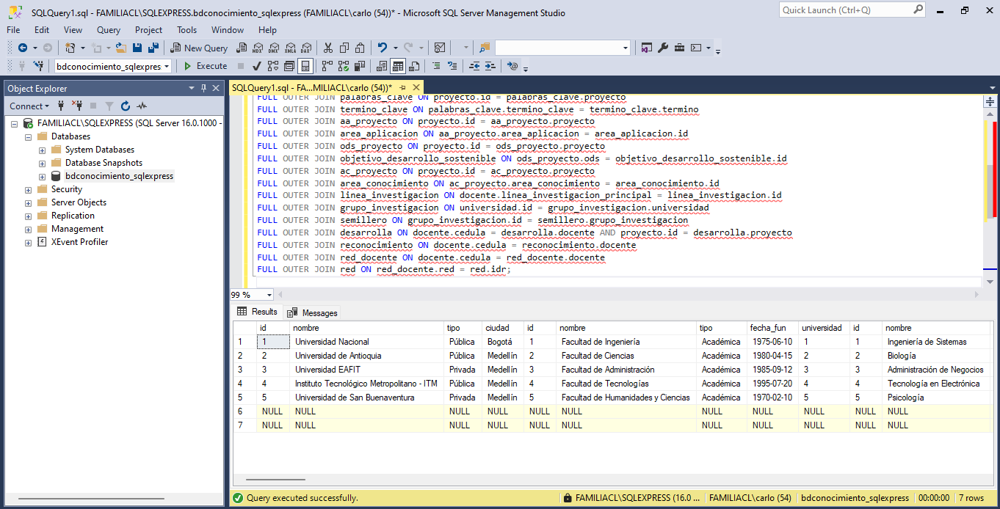 SQLQuery1.sql - FAMILIACL\SQLEXPRESS.bdconocimiento_sqlexpress (FAMILIACL\carlo (54))* - Microsoft SQL Server Management Studio
Quick Launch (Ctrl+Q)
File Edit View Query Project Tools Window Help
New Query MDX DMX XMLA DAX
bdconocimiento_sqlexpres Execute
Object Explorer
SQLQuery1.sql - FA...MILIACL\carlo (54))*
Connect
FAMILIACL\SQLEXPRESS (SQL Server 16.0.1000 -
Databases
System Databases
Database Snapshots
bdconocimiento_sqlexpress
Security
Server Objects
Replication
Management
XEvent Profiler
FULL OUTER JOIN palabras_clave ON proyecto.id = palabras_clave.proyecto
FULL OUTER JOIN termino_clave ON palabras_clave.termino_clave = termino_clave.termino
FULL OUTER JOIN aa_proyecto ON proyecto.id = aa_proyecto.proyecto
FULL OUTER JOIN area_aplicacion ON aa_proyecto.area_aplicacion = area_aplicacion.id
FULL OUTER JOIN ods_proyecto ON proyecto.id = ods_proyecto.proyecto
FULL OUTER JOIN objetivo_desarrollo_sostenible ON ods_proyecto.ods = objetivo_desarrollo_sostenible.id
FULL OUTER JOIN ac_proyecto ON proyecto.id = ac_proyecto.proyecto
FULL OUTER JOIN area_conocimiento ON ac_proyecto.area_conocimiento = area_conocimiento.id
FULL OUTER JOIN linea_investigacion ON docente.linea_investigacion_principal = linea_investigacion.id
FULL OUTER JOIN grupo_investigacion ON universidad.id = grupo_investigacion.universidad
FULL OUTER JOIN semillero ON grupo_investigacion.id = semillero.grupo_investigacion
FULL OUTER JOIN desarrolla ON docente.cedula = desarrolla.docente AND proyecto.id = desarrolla.proyecto
FULL OUTER JOIN reconocimiento ON docente.cedula = reconocimiento.docente
FULL OUTER JOIN red_docente ON docente.cedula = red_docente.docente
FULL OUTER JOIN red ON red_docente.red = red.idr;
99 %
Results Messages
id nombre tipo ciudad id nombre tipo fecha_fun universidad id nombre
1 1 Universidad Nacional Pública Bogotá 1 Facultad de Ingeniería Académica 1975-06-10 1 1 Ingeniería de Sistemas
2 2 Universidad de Antioquia Pública Medellín 2 Facultad de Ciencias Académica 1980-04-15 2 2 Biología
3 3 Universidad EAFIT Privada Medellín 3 Facultad de Administración Académica 1985-09-12 3 3 Administración de Negocios
4 4 Instituto Tecnológico Metropolitano - ITM Pública Medellín 4 Facultad de Tecnologías Académica 1995-07-20 4 4 Tecnología en Electrónica
5 5 Universidad de San Buenaventura Privada Medellín 5 Facultad de Humanidades y Ciencias Académica 1970-02-10 5 5 Psicología
6 NULL NULL NULL NULL NULL NULL NULL NULL NULL NULL NULL
7 NULL NULL NULL NULL NULL NULL NULL NULL NULL NULL NULL
Query executed successfully. FAMILIACL\SQLEXPRESS (16.0 ... FAMILIACL\carlo (54) bdconocimiento_sqlexpress 00:00:00 7 rows